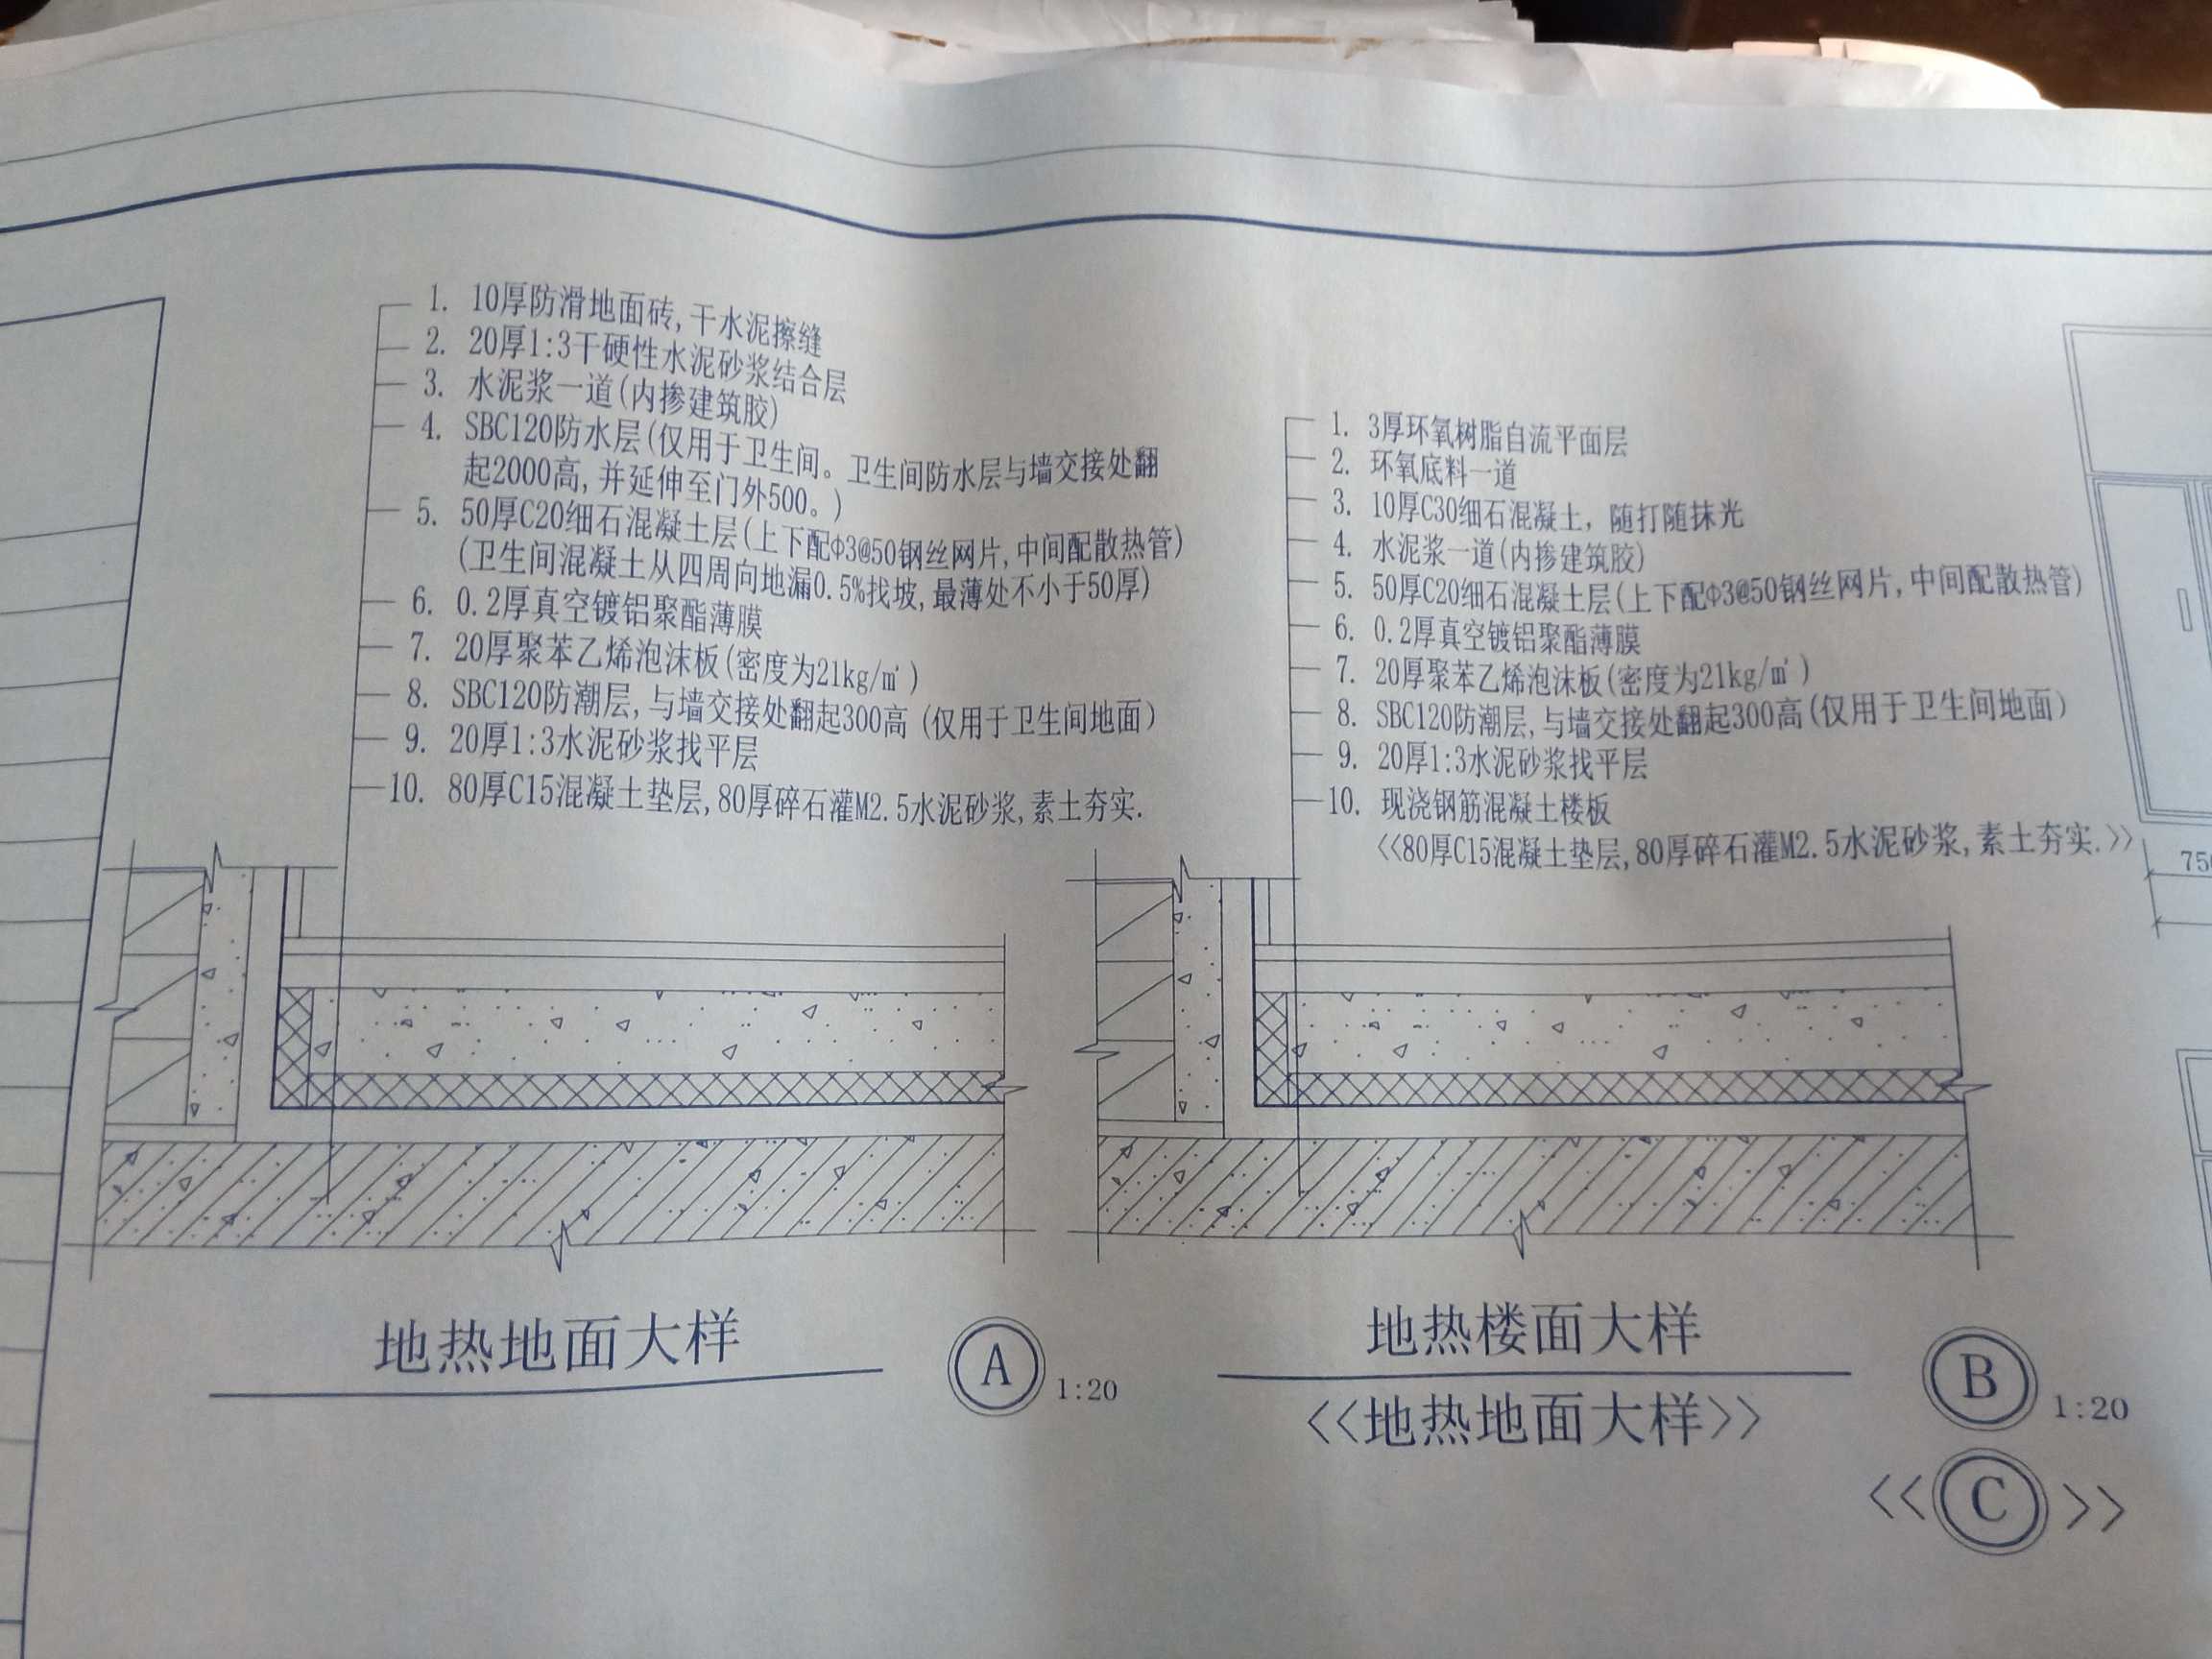 1. 10厚防滑地面砖,干水泥擦缝
2. 20厚1:3干硬性水泥砂浆结合层
3. 水泥浆一道(内掺建筑胶)
4. SBC120防水层(仅用于卫生间。卫生间防水层与墙交接处翻
起2000高,并延伸至门外500。)
5. 50厚C20细石混凝土层(上下配Φ3@50钢丝网片,中间配散热管)
(卫生间混凝土从四周向地漏0.5%找坡,最薄处不小于50厚)
6. 0.2厚真空镀铝聚酯薄膜
7. 20厚聚苯乙烯泡沫板(密度为21kg/㎥)
8. SBC120防潮层,与墙交接处翻起300高(仅用于卫生间地面)
9. 20厚1:3水泥砂浆找平层
10. 80厚C15混凝土垫层,80厚碎石灌M2.5水泥砂浆,素土夯实.
地热地面大样
A
1:20
1. 3厚环氧树脂自流平面层
2. 环氧底料一道
3. 10厚C30细石混凝土，随打随抹光
4. 水泥浆一道(内掺建筑胶)
5. 50厚C20细石混凝土层(上下配Φ3@50钢丝网片,中间配散热管)
6. 0.2厚真空镀铝聚酯薄膜
7. 20厚聚苯乙烯泡沫板(密度为21kg/㎥)
8. SBC120防潮层,与墙交接处翻起300高(仅用于卫生间地面)
9. 20厚1:3水泥砂浆找平层
10. 现浇钢筋混凝土楼板
<<80厚C15混凝土垫层,80厚碎石灌M2.5水泥砂浆,素土夯实.>>
地热楼面大样
<<地热地面大样>>
B
1:20
<<C>>